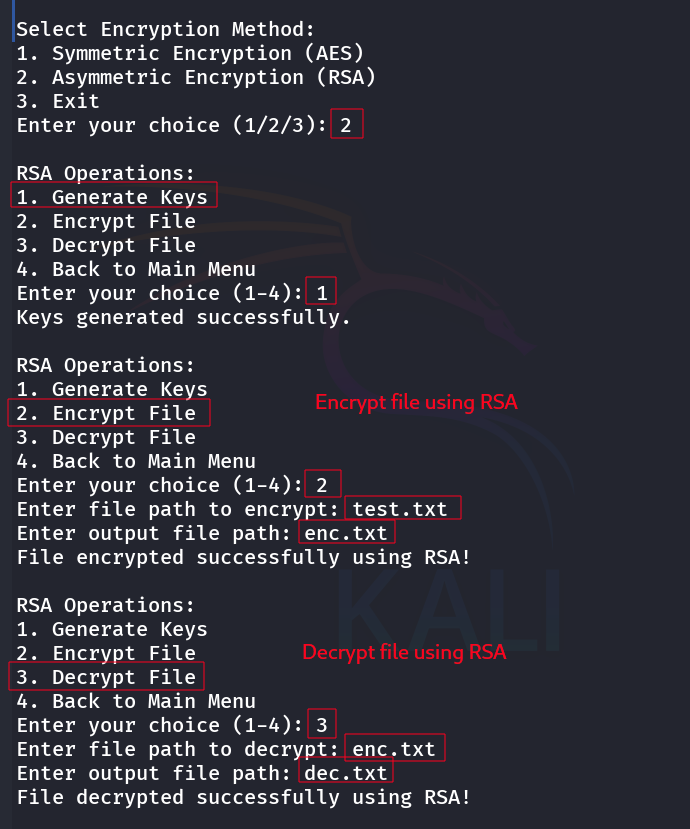 Select Encryption Method:
1. Symmetric Encryption (AES)
2. Asymmetric Encryption (RSA)
3. Exit
Enter your choice (1/2/3): 2
RSA Operations:
1. Generate Keys
2. Encrypt File
3. Decrypt File
4. Back to Main Menu
Enter your choice (1-4): 1
Keys generated successfully.
RSA Operations:
1. Generate Keys
Encrypt file using RSA
2. Encrypt File
3. Decrypt File
4. Back to Main Menu
Enter your choice (1-4): 2
Enter file path to encrypt: test.txt
Enter output file path: enc.txt
File encrypted successfully using RSA!
KALI
RSA Operations:
1. Generate Keys
2. Encrypt File
Decrypt file using RSA
3. Decrypt File
4. Back to Main Menu
Enter your choice (1-4): 3
Enter file path to decrypt: enc.txt
Enter output file path: dec.txt
File decrypted successfully using RSA!